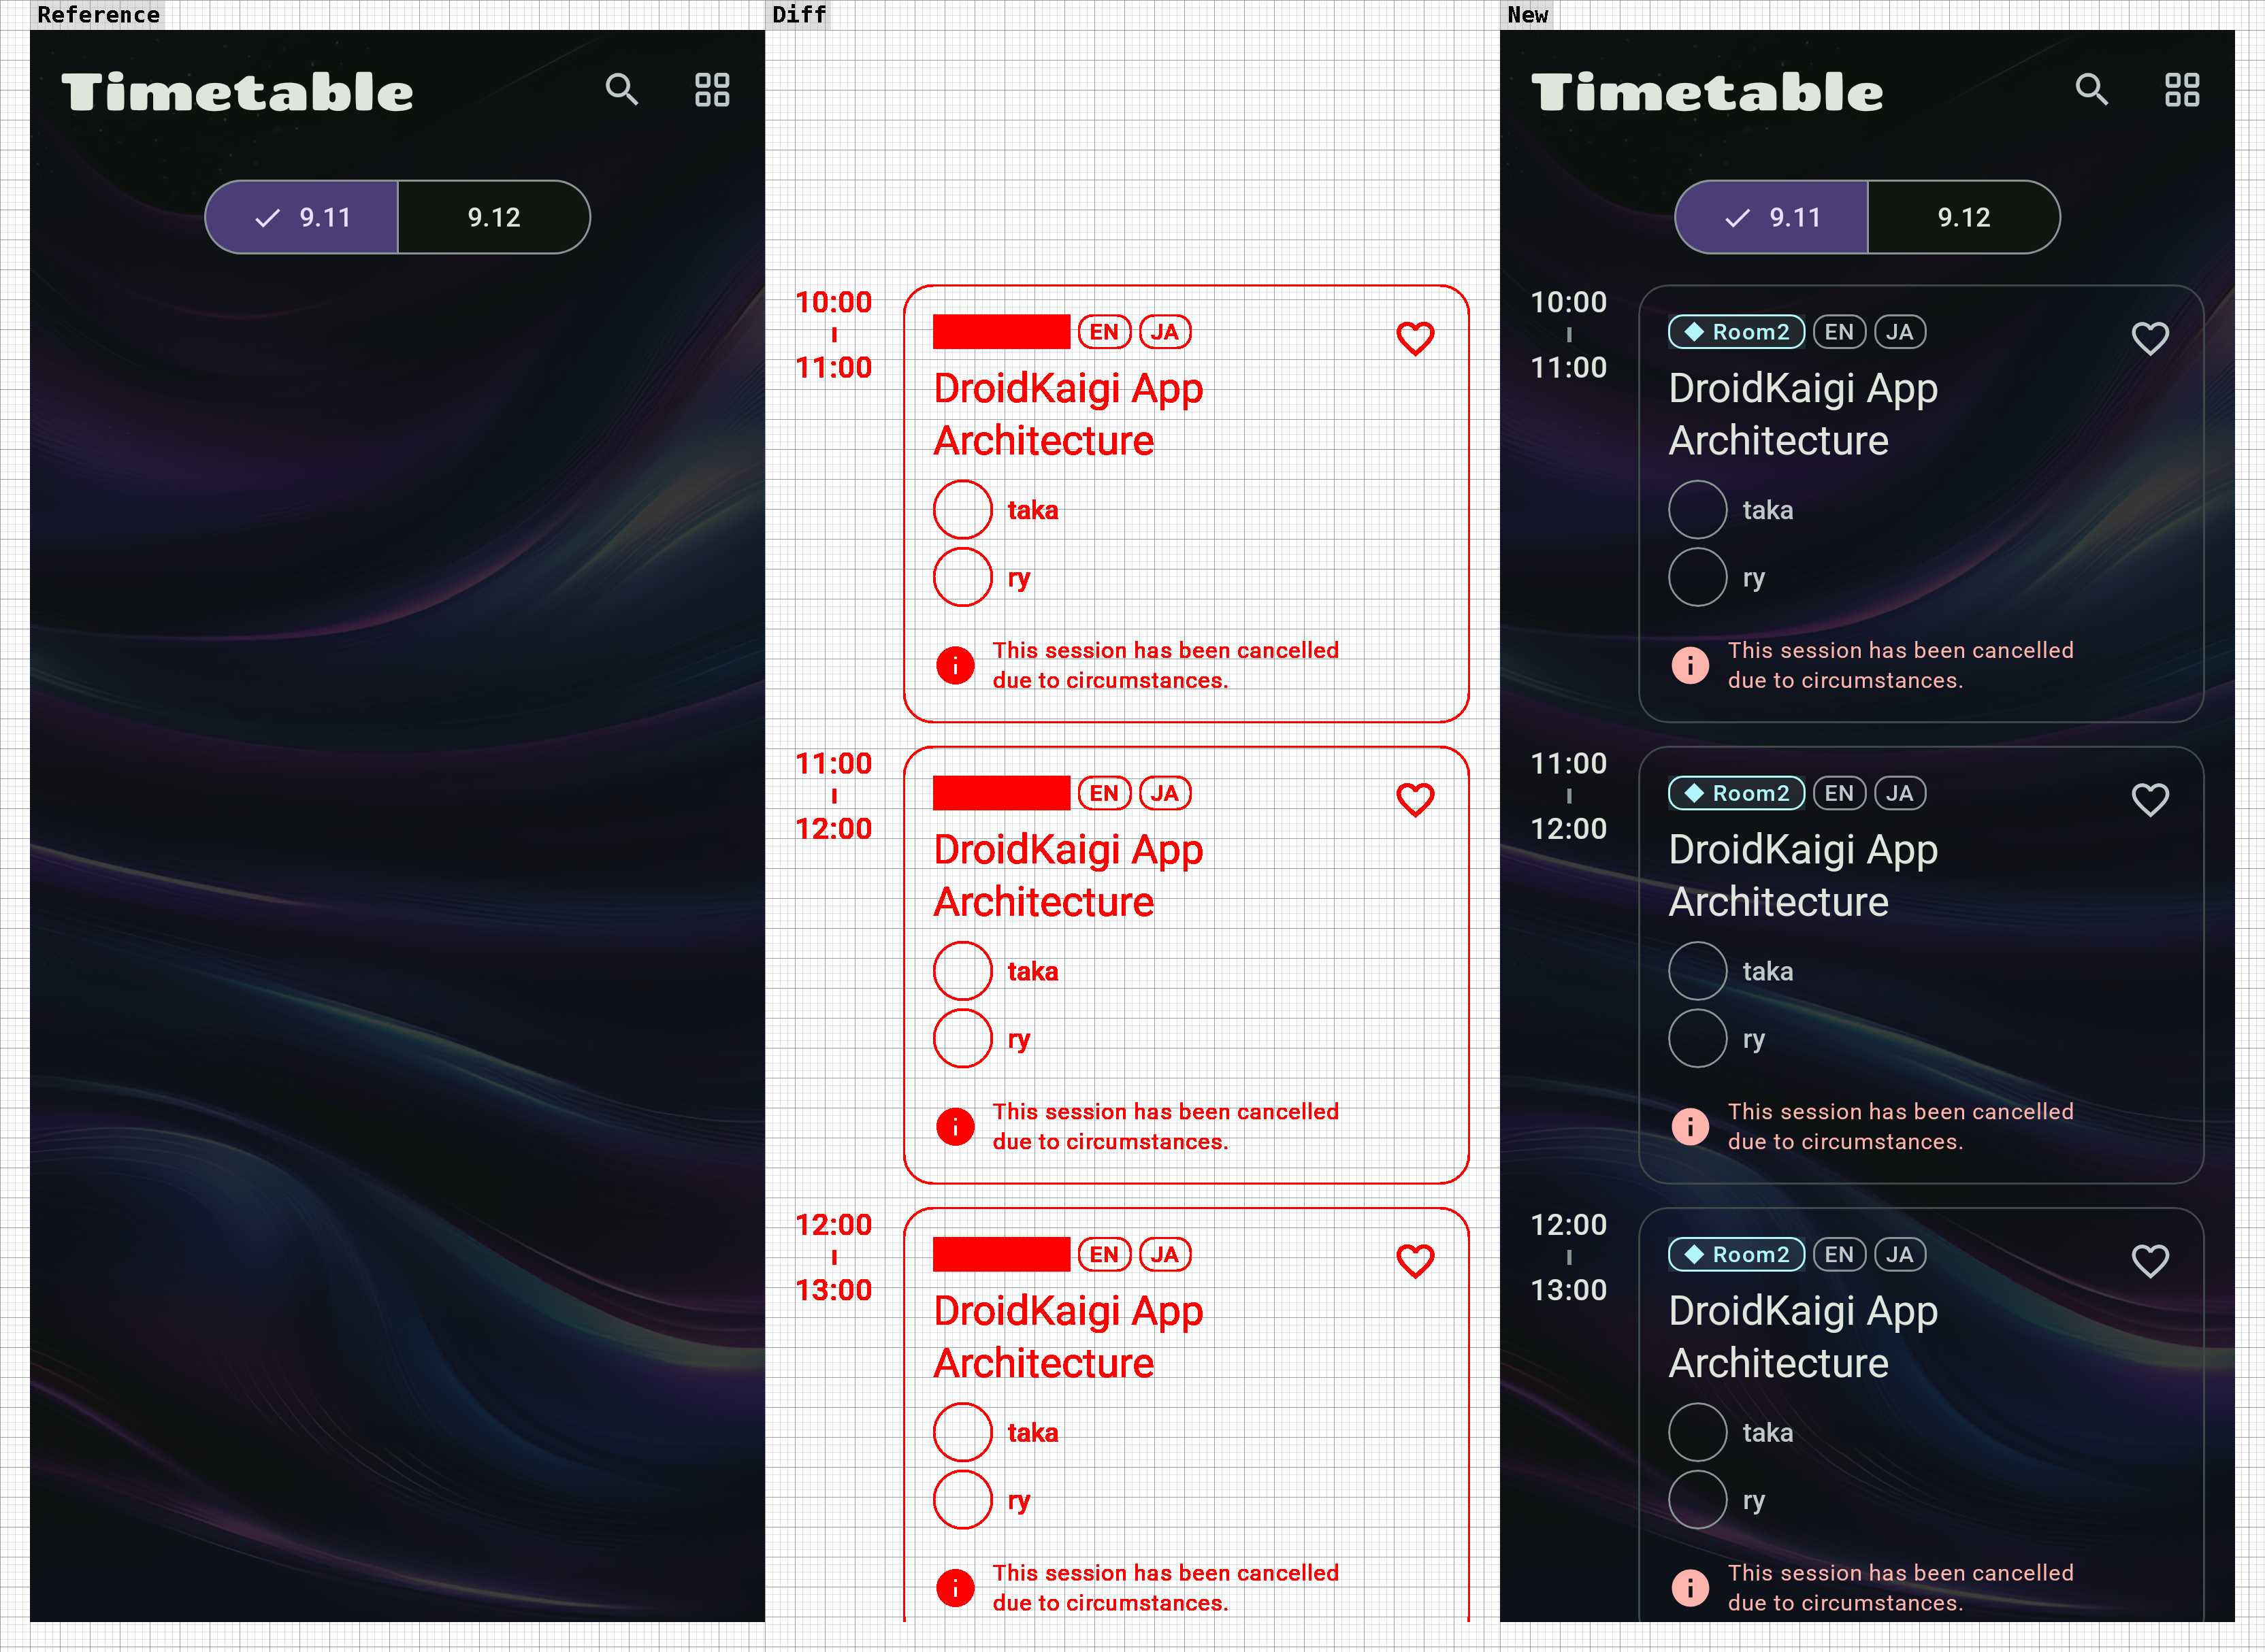 Reference
Timetable
9.11
9.12
Diff
10:00
11:00
EN
JA
DroidKaigi App
Architecture
taka
ry
This session has been cancelled
due to circumstances.
11:00
12:00
EN
JA
DroidKaigi App
Architecture
taka
ry
This session has been cancelled
due to circumstances.
12:00
13:00
EN
JA
DroidKaigi App
Architecture
taka
ry
This session has been cancelled
due to circumstances.
New
Timetable
9.11
9.12
10:00
11:00
Room2
EN
JA
DroidKaigi App
Architecture
taka
ry
This session has been cancelled
due to circumstances.
11:00
12:00
Room2
EN
JA
DroidKaigi App
Architecture
taka
ry
This session has been cancelled
due to circumstances.
12:00
13:00
Room2
EN
JA
DroidKaigi App
Architecture
taka
ry
This session has been cancelled
due to circumstances.